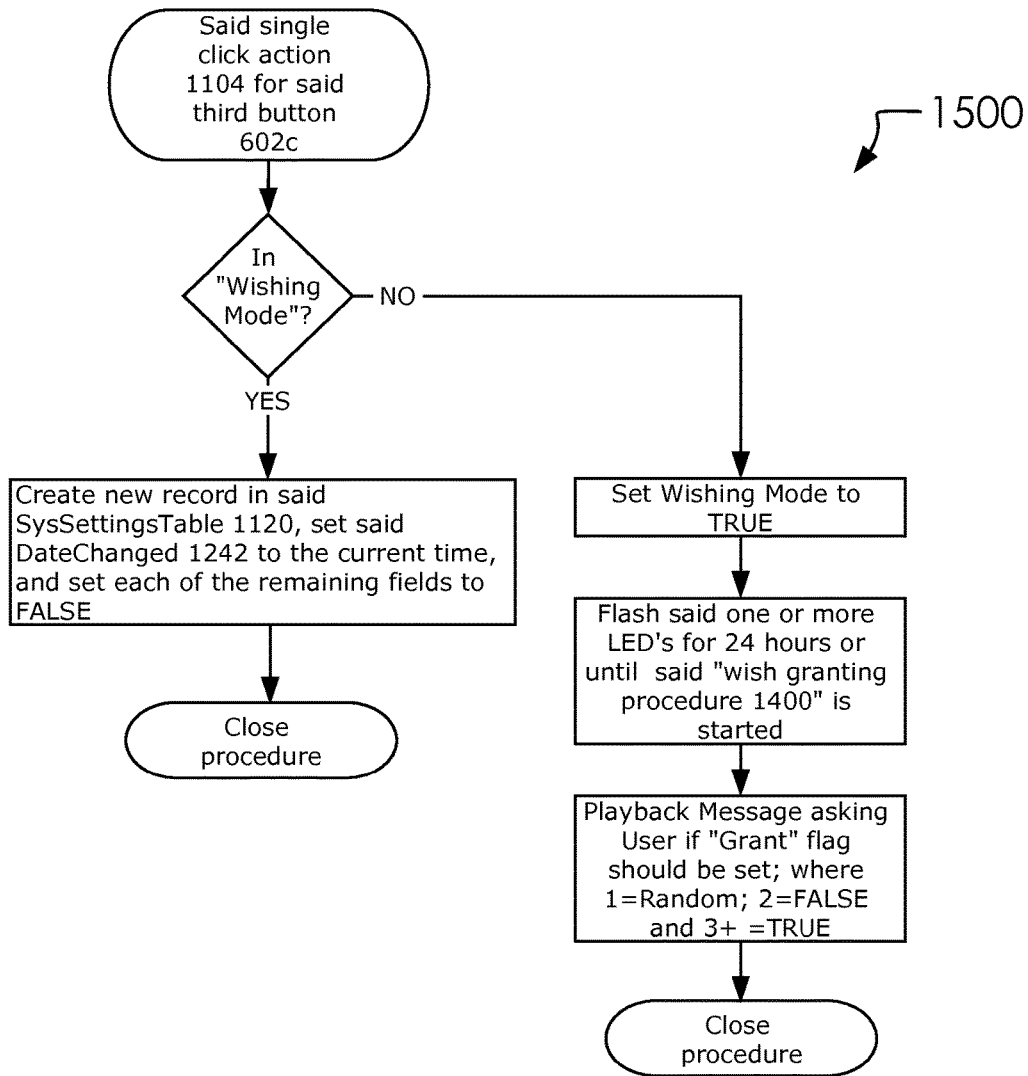 Said single
click action
1104 for said
third button
602c
1500
In
"Wishing
Mode"?
NO
YES
Create new record in said
SysSettingsTable 1120, set said
DateChanged 1242 to the current time,
and set each of the remaining fields to
FALSE
Close
procedure
Set Wishing Mode to
TRUE
Flash said one or more
LED's for 24 hours or
until said "wish granting
procedure 1400" is
started
Playback Message asking
User if "Grant" flag
should be set; where
1=Random; 2=FALSE
and 3+ =TRUE
Close
procedure